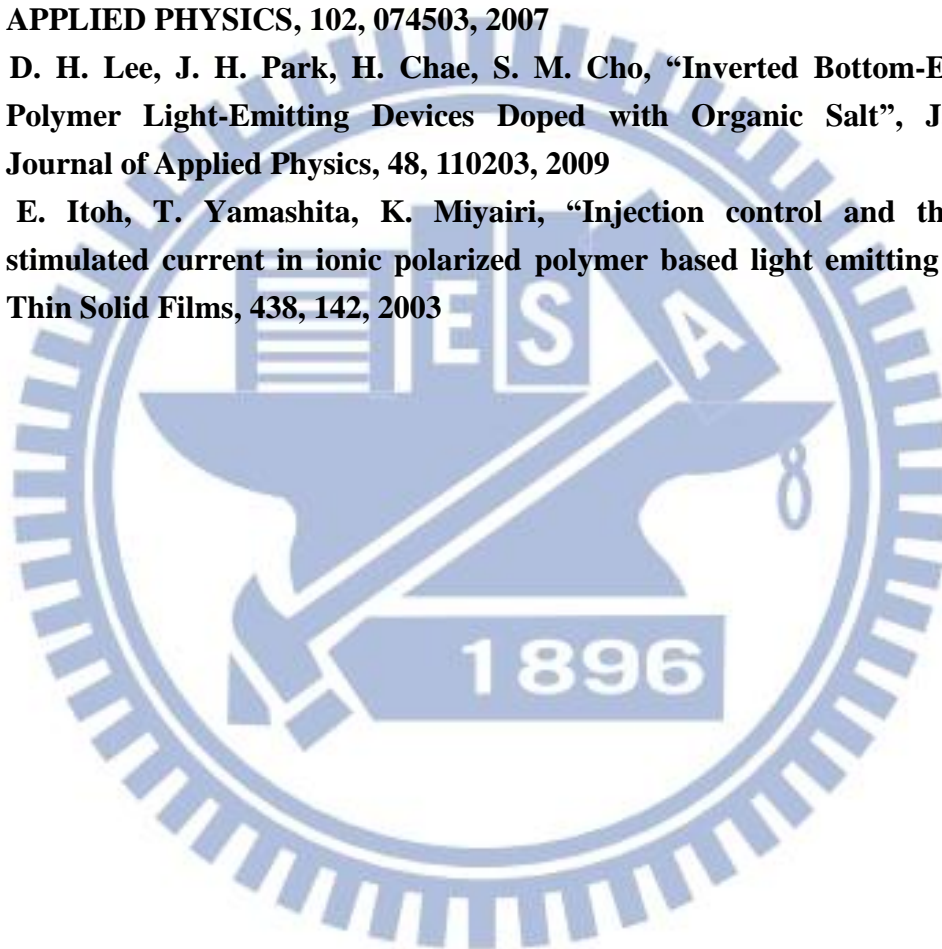 APPLIED PHYSICS, 102, 074503, 2007
D. H. Lee, J. H. Park, H. Chae, S. M. Cho, “Inverted Bottom-E
Polymer Light-Emitting Devices Doped with Organic Salt”, J
Journal of Applied Physics, 48, 110203, 2009
E. Itoh, T. Yamashita, K. Miyairi, “Injection control and th
stimulated current in ionic polarized polymer based light emitting
Thin Solid Films, 438, 142, 2003
E S A
8
1896